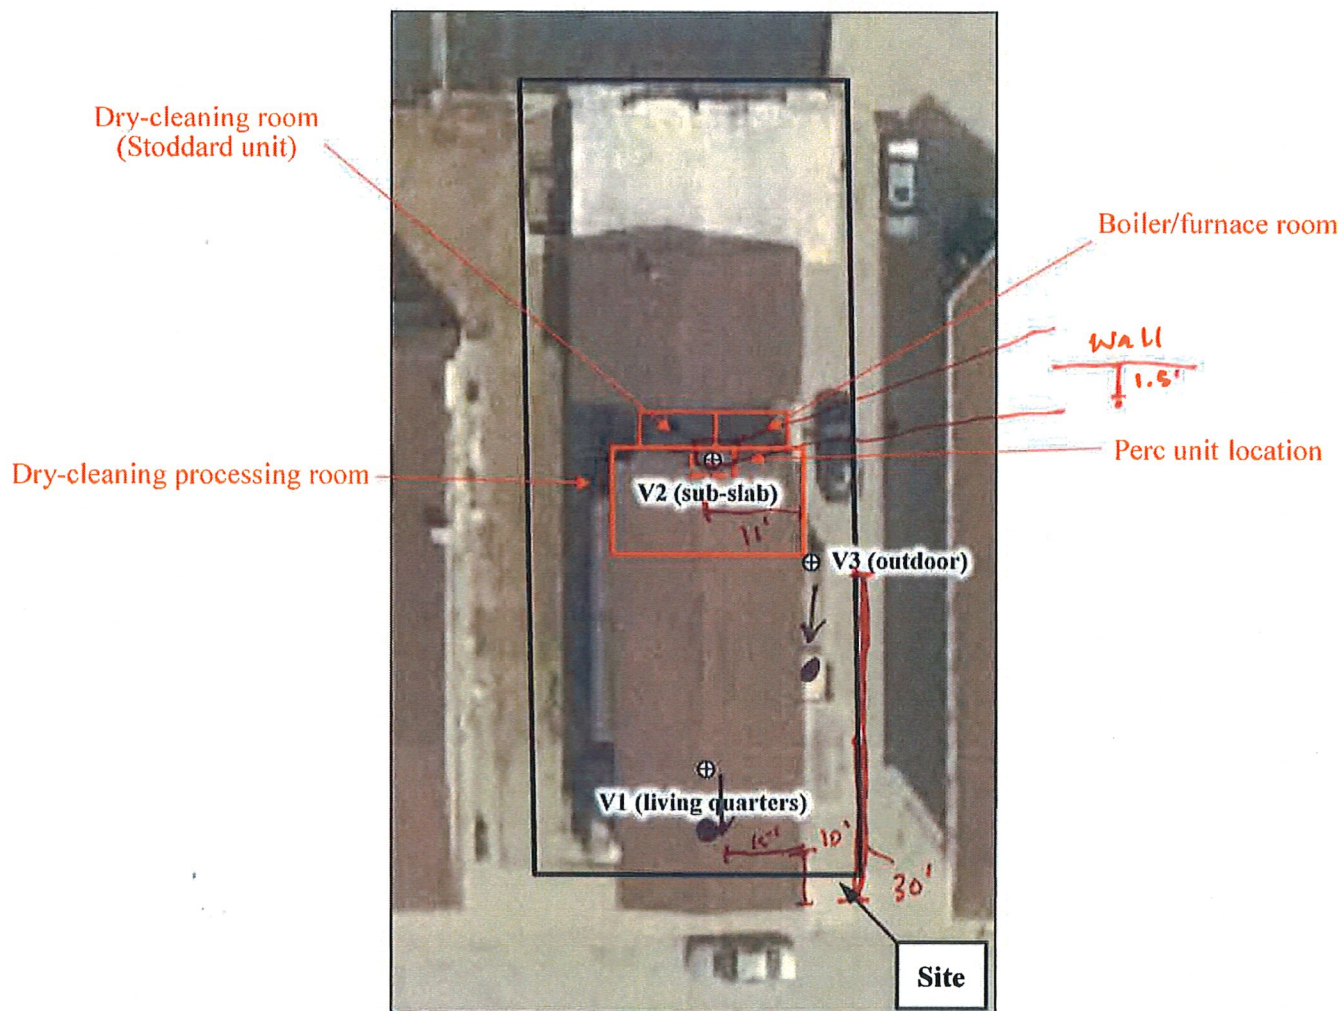 Dry-cleaning room
(Stoddard unit)
Boiler/furnace room
Wall
1.5'
Dry-cleaning processing room
Perc unit location
V2 (sub-slab)
11'
V3 (outdoor)
V1 (living quarters)
10'
30'
Site